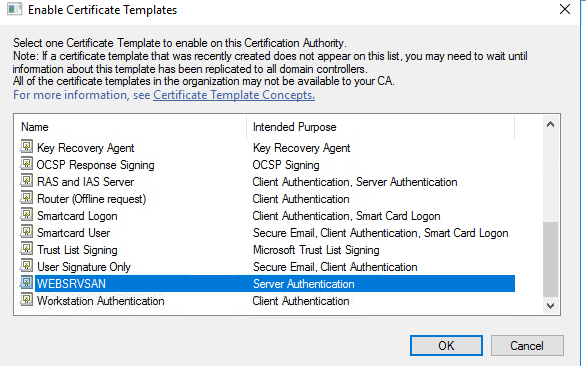 Enable Certificate Templates
Select one Certificate Template to enable on this Certification Authority.
Note: If a certificate template that was recently created does not appear on this list, you may need to wait until
information about this template has been replicated to all domain controllers.
All of the certificate templates in the organization may not be available to your CA.
For more information, see Certificate Template Concepts.
Name Intended Purpose
Key Recovery Agent Key Recovery Agent
OCSP Response Signing OCSP Signing
RAS and IAS Server Client Authentication, Server Authentication
Router (Offline request) Client Authentication
Smartcard Logon Client Authentication, Smart Card Logon
Smartcard User Secure Email, Client Authentication, Smart Card Logon
Trust List Signing Microsoft Trust List Signing
User Signature Only Secure Email, Client Authentication
WEBSRVSAN Server Authentication
Workstation Authentication Client Authentication
OK Cancel